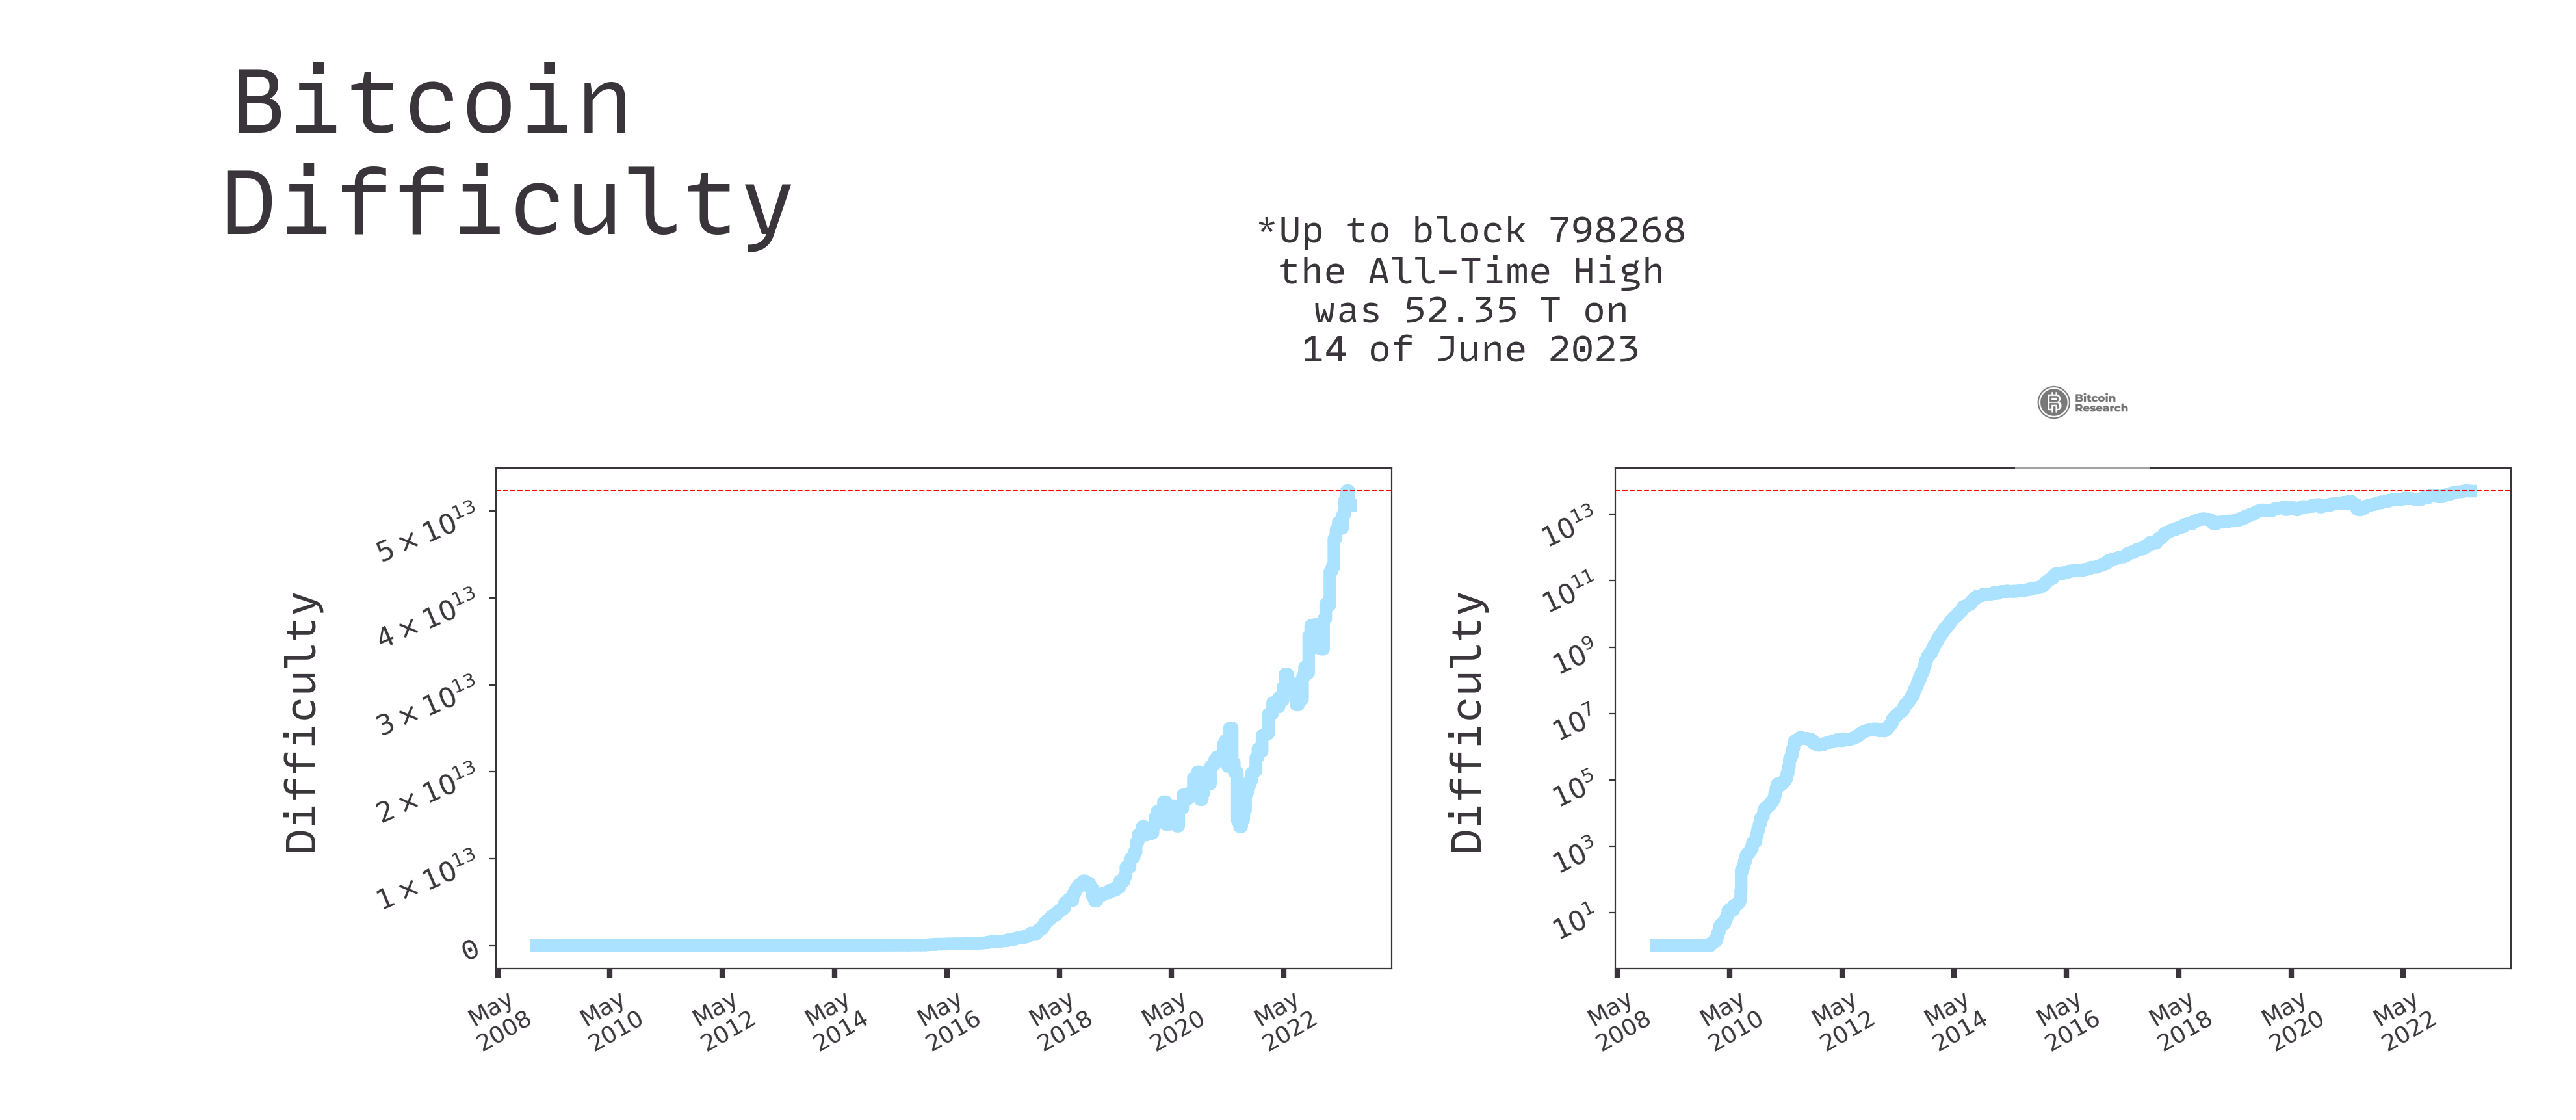 Bitcoin
Difficulty
*Up to block 798268
the All-Time High
was 52.35 T on
14 of June 2023
Bitcoin
Research
Difficulty
5 × 10¹³
4 × 10¹³
3 × 10¹³
2 × 10¹³
1 × 10¹³
0
May
2008
May
2010
May
2012
May
2014
May
2016
May
2018
May
2020
May
2022
Difficulty
10¹³
10¹¹
10⁹
10⁷
10⁵
10³
10¹
May
2008
May
2010
May
2012
May
2014
May
2016
May
2018
May
2020
May
2022